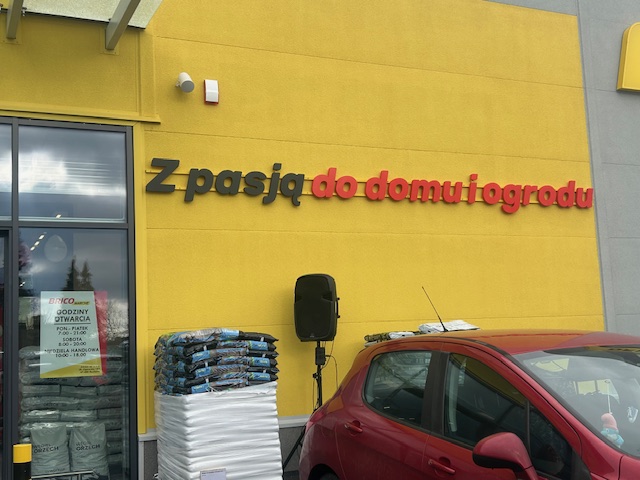 Z pasją do domu i ogrodu
BRICO
GODZINY
OTWARCIA
PON - PIĄTEK
7:00 - 21:00
SOBOTA
8:00 - 20:00
NIEDZIELA HANDLOWA
10:00 - 18:00
ORZECH
ORZECH